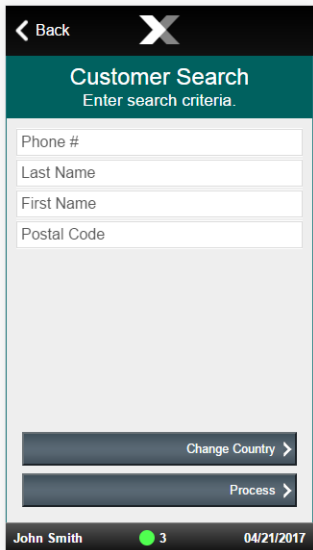 Back
Customer Search
Enter search criteria.
Phone #
Last Name
First Name
Postal Code
Change Country
Process
John Smith 3 04/21/2017